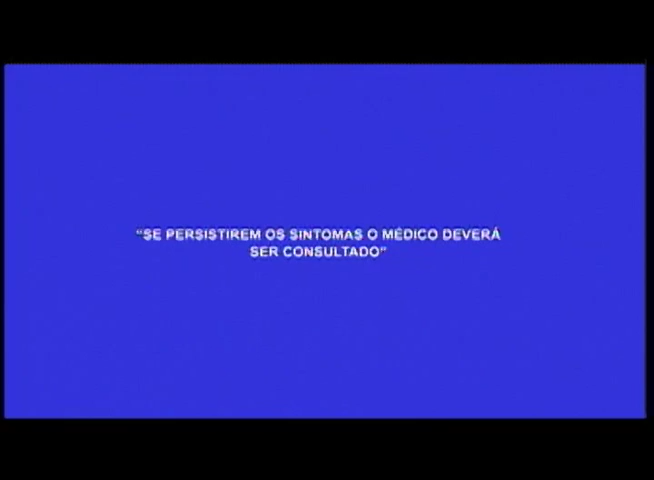 "SE PERSISTIREM OS SINTOMAS O MÉDICO DEVERÁ
SER CONSULTADO"